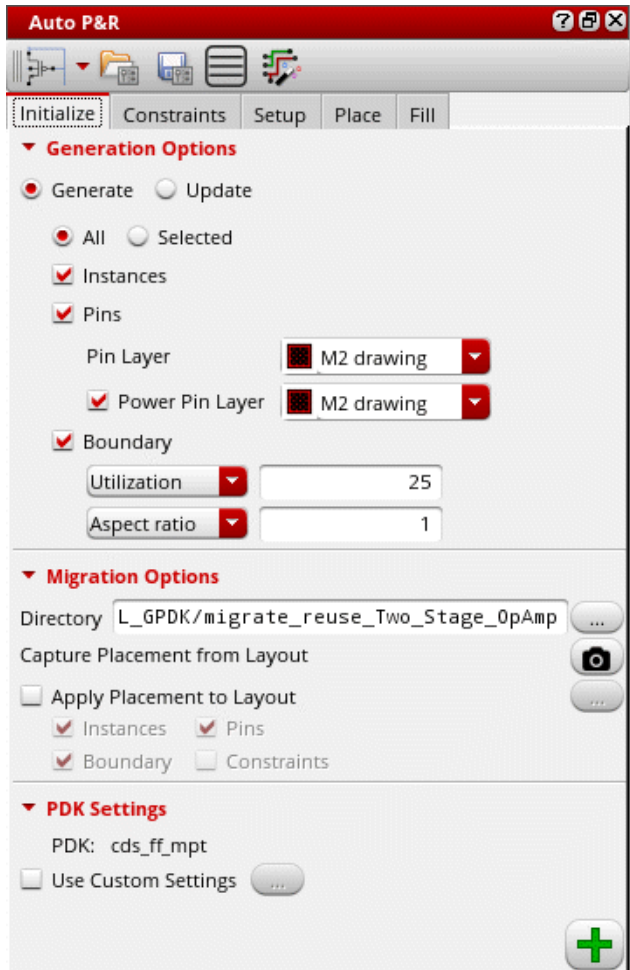 Auto P&R
Initialize Constraints Setup Place Fill
Generation Options
Generate Update
All Selected
Instances
Pins
Pin Layer M2 drawing
Power Pin Layer M2 drawing
Boundary
Utilization 25
Aspect ratio 1
Migration Options
Directory L_GPDK/migrate_reuse_Two_Stage_OpAmp ...
Capture Placement from Layout
Apply Placement to Layout ...
Instances Pins
Boundary Constraints
PDK Settings
PDK: cds_ff_mpt
Use Custom Settings ...